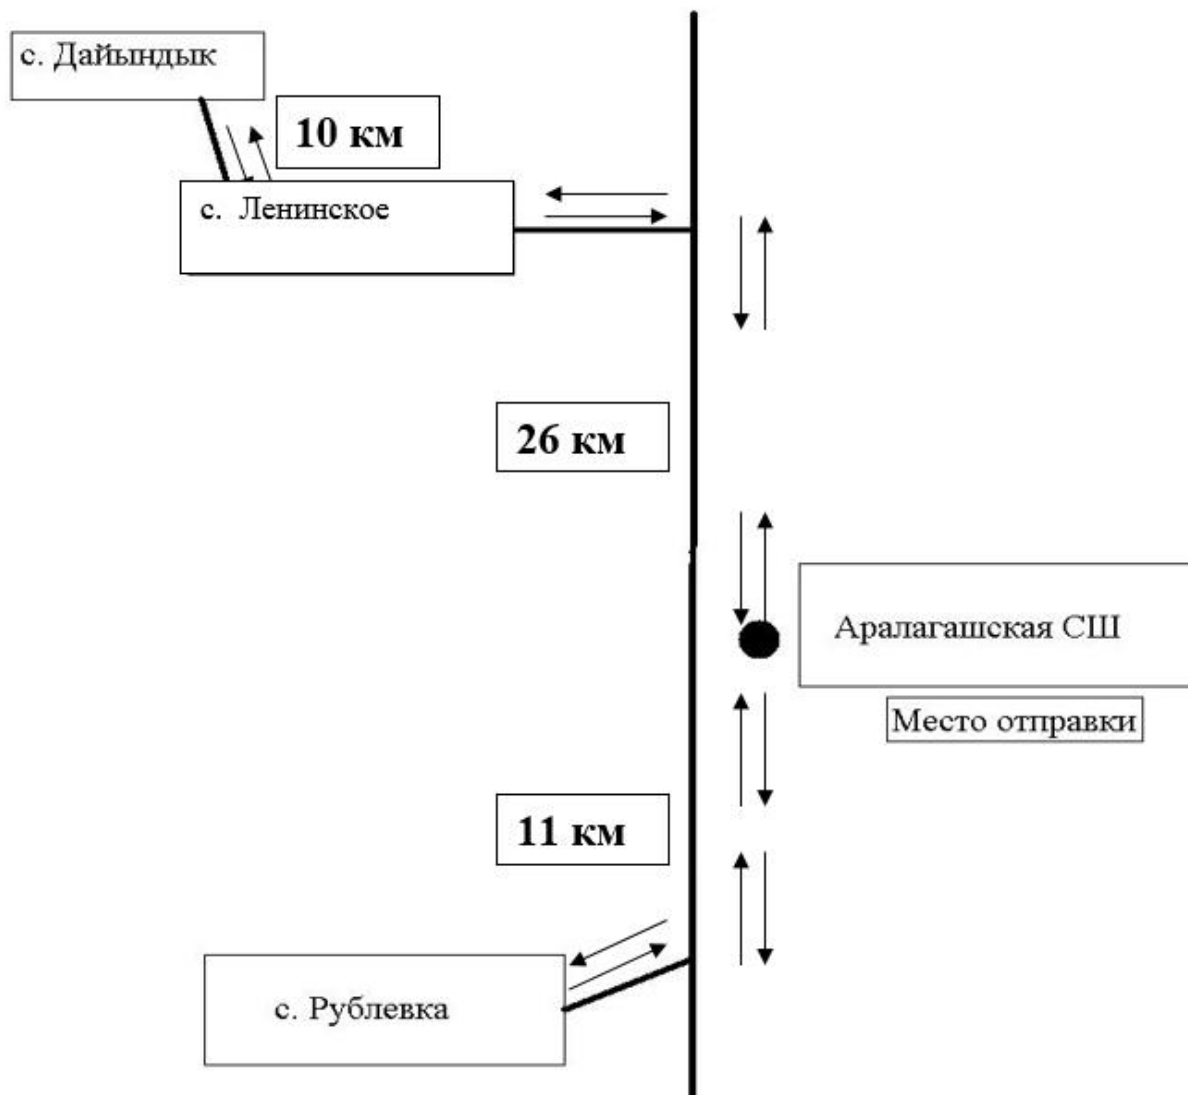 с. Дайындык
10 км
с. Ленинское
26 км
Аралагашская СШ
Место отправки
11 км
с. Рублевка